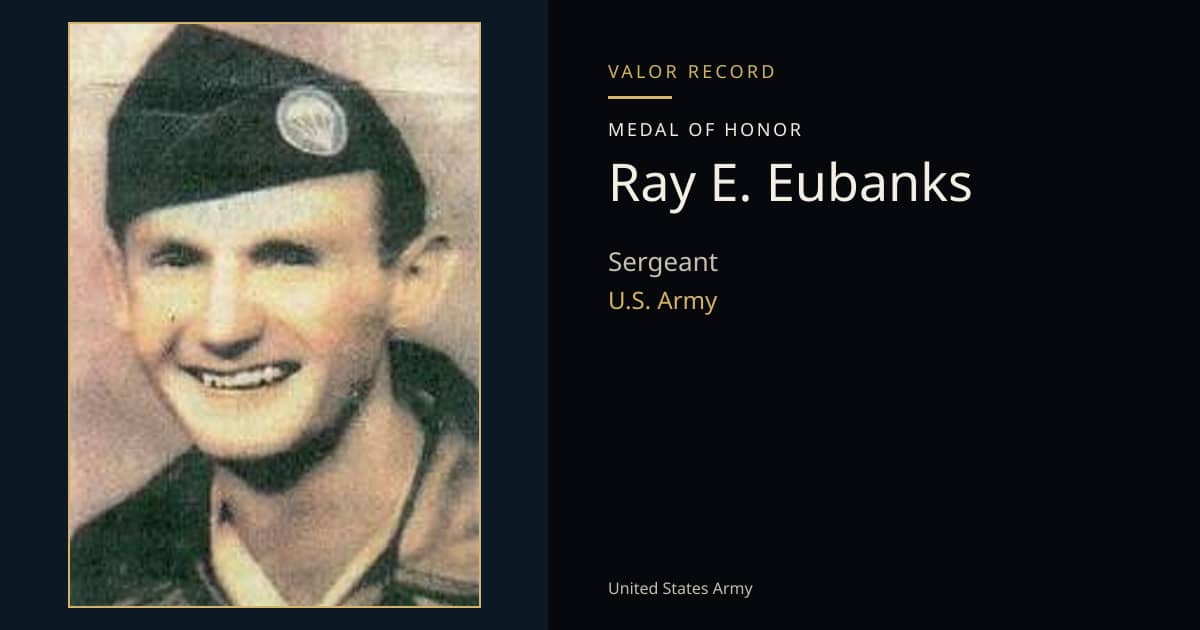 VALOR RECORD
MEDAL OF HONOR
Ray E. Eubanks
Sergeant
U.S. Army
United States Army